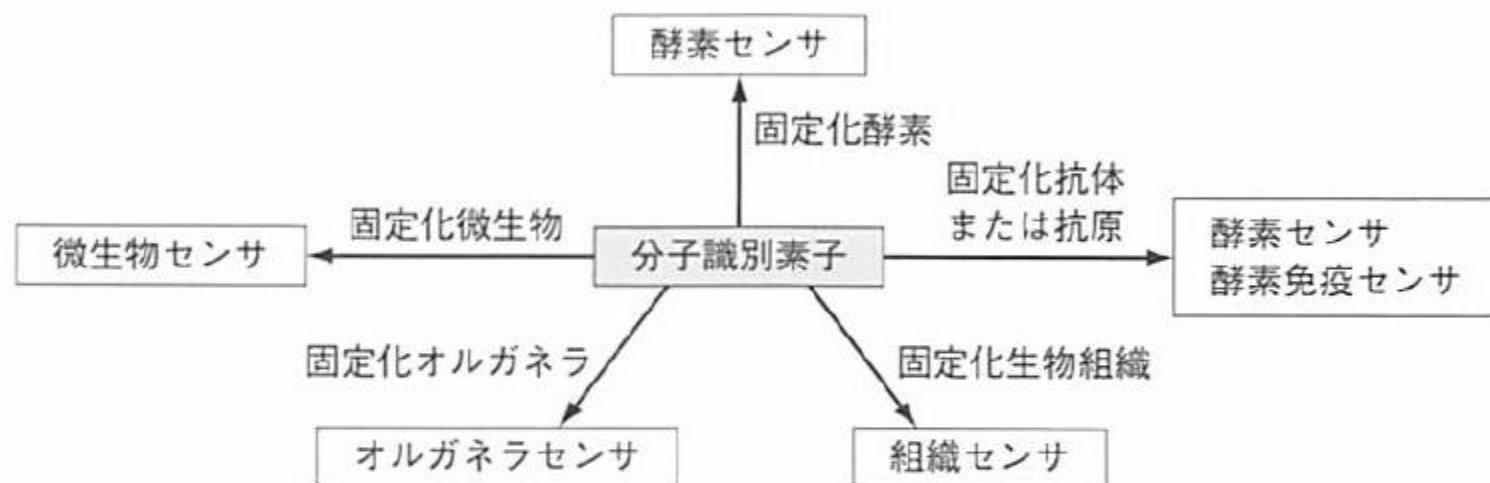 酵素センサ
固定化酵素
固定化抗体
または抗原
固定化微生物
微生物センサ
分子識別素子
酵素センサ
酵素免疫センサ
固定化オルガネラ
固定化生物組織
オルガネラセンサ
組織センサ